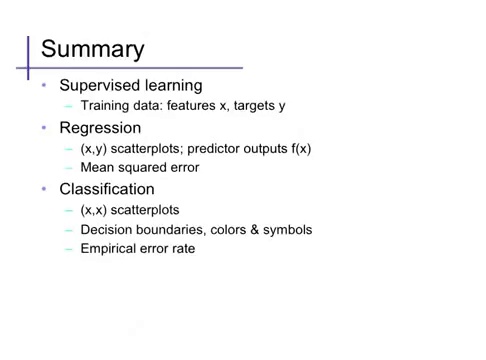 Summary
• Supervised learning
– Training data: features x, targets y
• Regression
– (x,y) scatterplots; predictor outputs f(x)
– Mean squared error
• Classification
– (x,x) scatterplots
– Decision boundaries, colors & symbols
– Empirical error rate